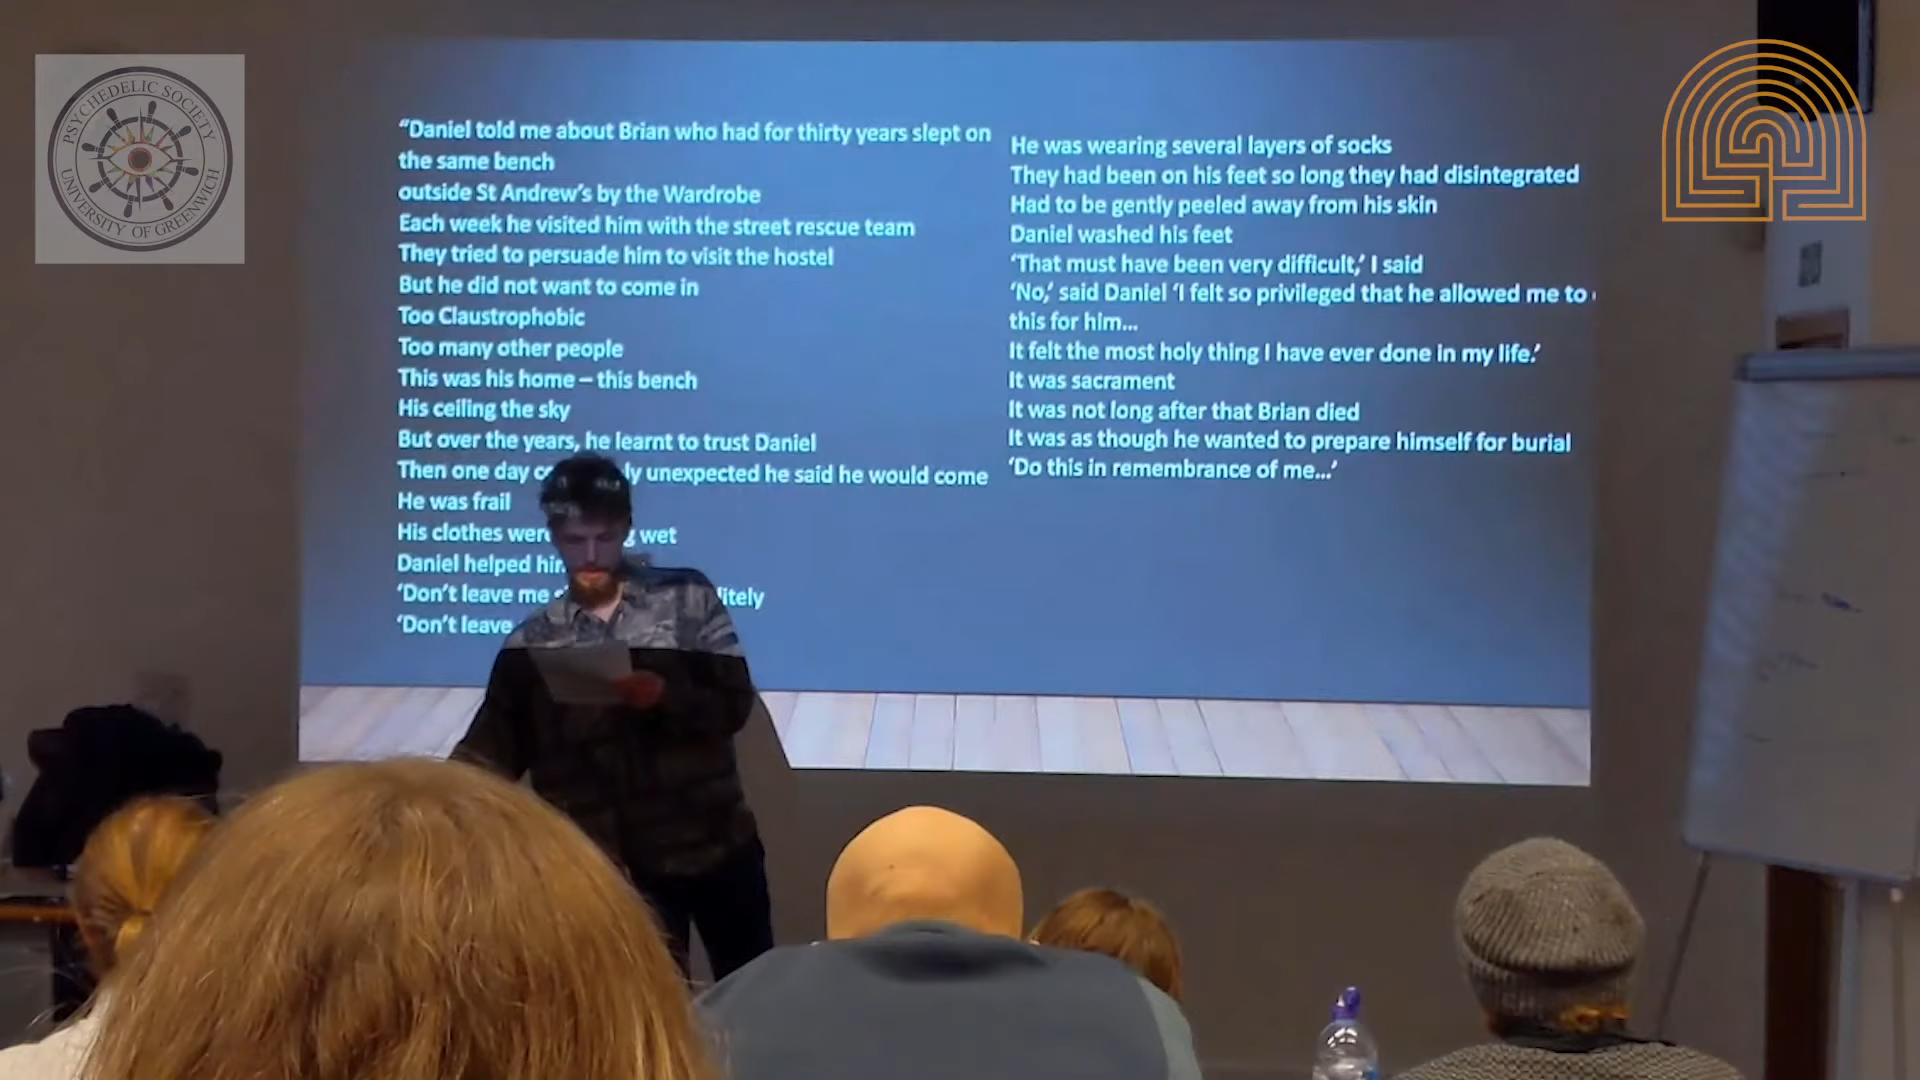 PSYCHEDELIC SOCIETY
UNIVERSITY OF GREENWICH
“Daniel told me about Brian who had for thirty years slept on
the same bench
outside St Andrew’s by the Wardrobe
Each week he visited him with the street rescue team
They tried to persuade him to visit the hostel
But he did not want to come in
Too Claustrophobic
Too many other people
This was his home – this bench
His ceiling the sky
But over the years, he learnt to trust Daniel
Then one day unexpected he said he would come
He was frail
His clothes wet
Daniel helped
‘Don’t leave me
‘Don’t leave
He was wearing several layers of socks
They had been on his feet so long they had disintegrated
Had to be gently peeled away from his skin
Daniel washed his feet
‘That must have been very difficult,’ I said
‘No,’ said Daniel ‘I felt so privileged that he allowed me to
this for him...
It felt the most holy thing I have ever done in my life.’
It was sacrament
It was not long after that Brian died
It was as though he wanted to prepare himself for burial
‘Do this in remembrance of me...’